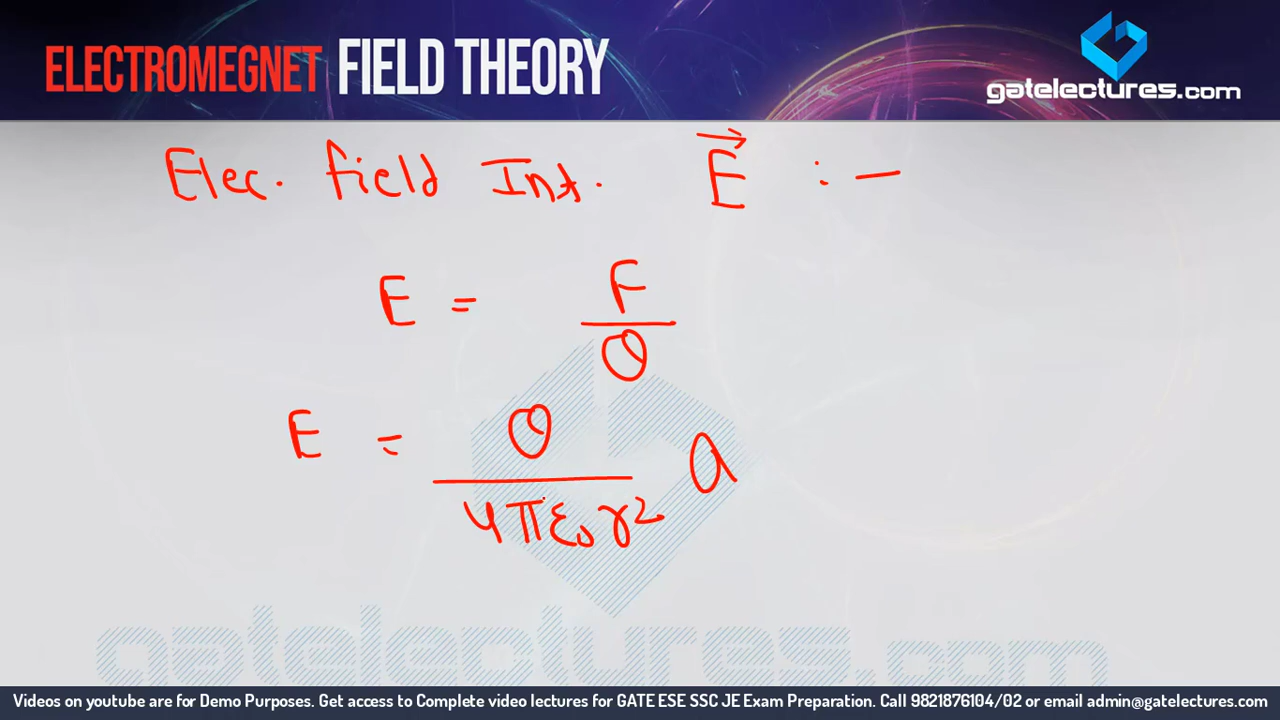 ELECTROMEGNET FIELD THEORY
gatelectures.com
Elec. field Int. E⃗ :-
E = F/Q
E = Q/4πε₀r² a
gatelectures.com
Videos on youtube are for Demo Purposes. Get access to Complete video lectures for GATE ESE SSC JE Exam Preparation. Call 9821876104/02 or email admin@gatelectures.com